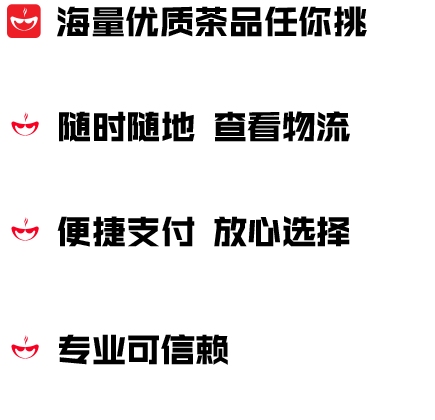 海量优质茶品任你挑
随时随地 查看物流
便捷支付 放心选择
专业可信赖